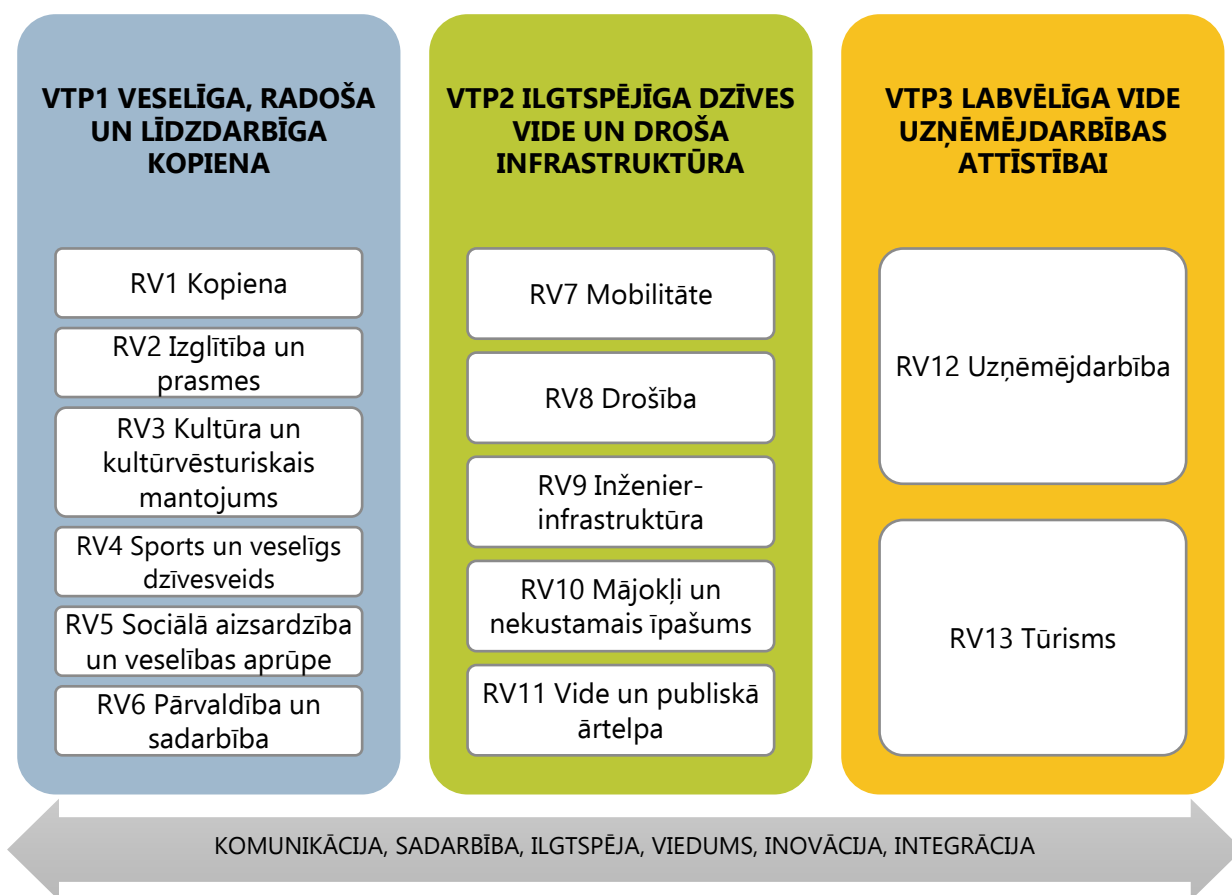 VTP1 VESELĪGA, RADOŠA
UN LĪDZDARBĪGA
KOPIENA
RV1 Kopiena
RV2 Izglītība un
prasmes
RV3 Kultūra un
kultūrvēsturiskais
mantojums
RV4 Sports un veselīgs
dzīvesveids
RV5 Sociālā aizsardzība
un veselības aprūpe
RV6 Pārvaldība un
sadarbība
VTP2 ILGTSPĒJĪGA DZĪVES
VIDE UN DROŠA
INFRASTRUKTŪRA
RV7 Mobilitāte
RV8 Drošība
RV9 Inženier-
infrastruktūra
RV10 Mājokļi un
nekustamais īpašums
RV11 Vide un publiskā
ārtelpa
VTP3 LABVĒLĪGA VIDE
UZŅĒMĒJDARBĪBAS
ATTĪSTĪBAI
RV12 Uzņēmējdarbība
RV13 Tūrisms
KOMUNIKĀCIJA, SADARBĪBA, ILGTSPĒJA, VIEDUMS, INOVĀCIJA, INTEGRĀCIJA